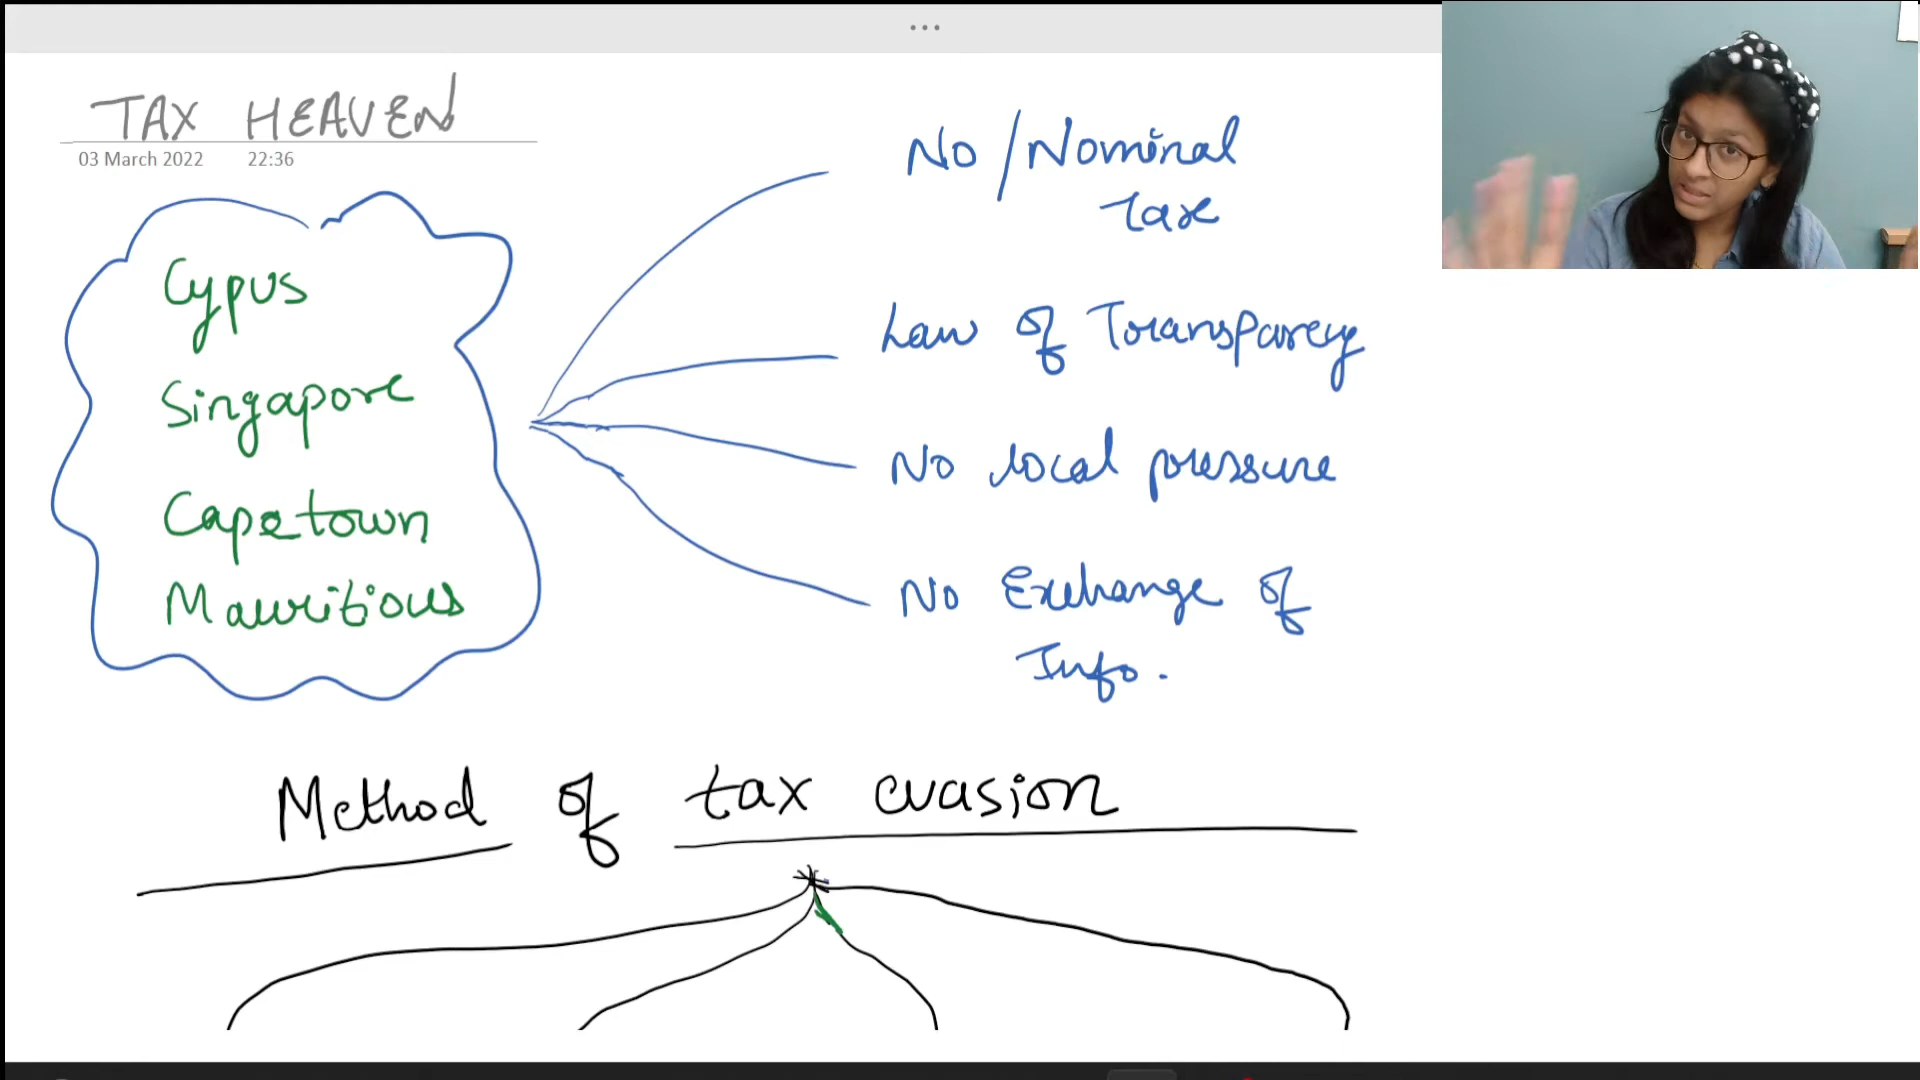 TAX HEAVEN
03 March 2022 22:36
Cypus
Singapore
Capetown
Mauritious
No/Nominal
tax
Law of Transparecy
No local pressure
No Exchange of
Info.
Method of tax evasion